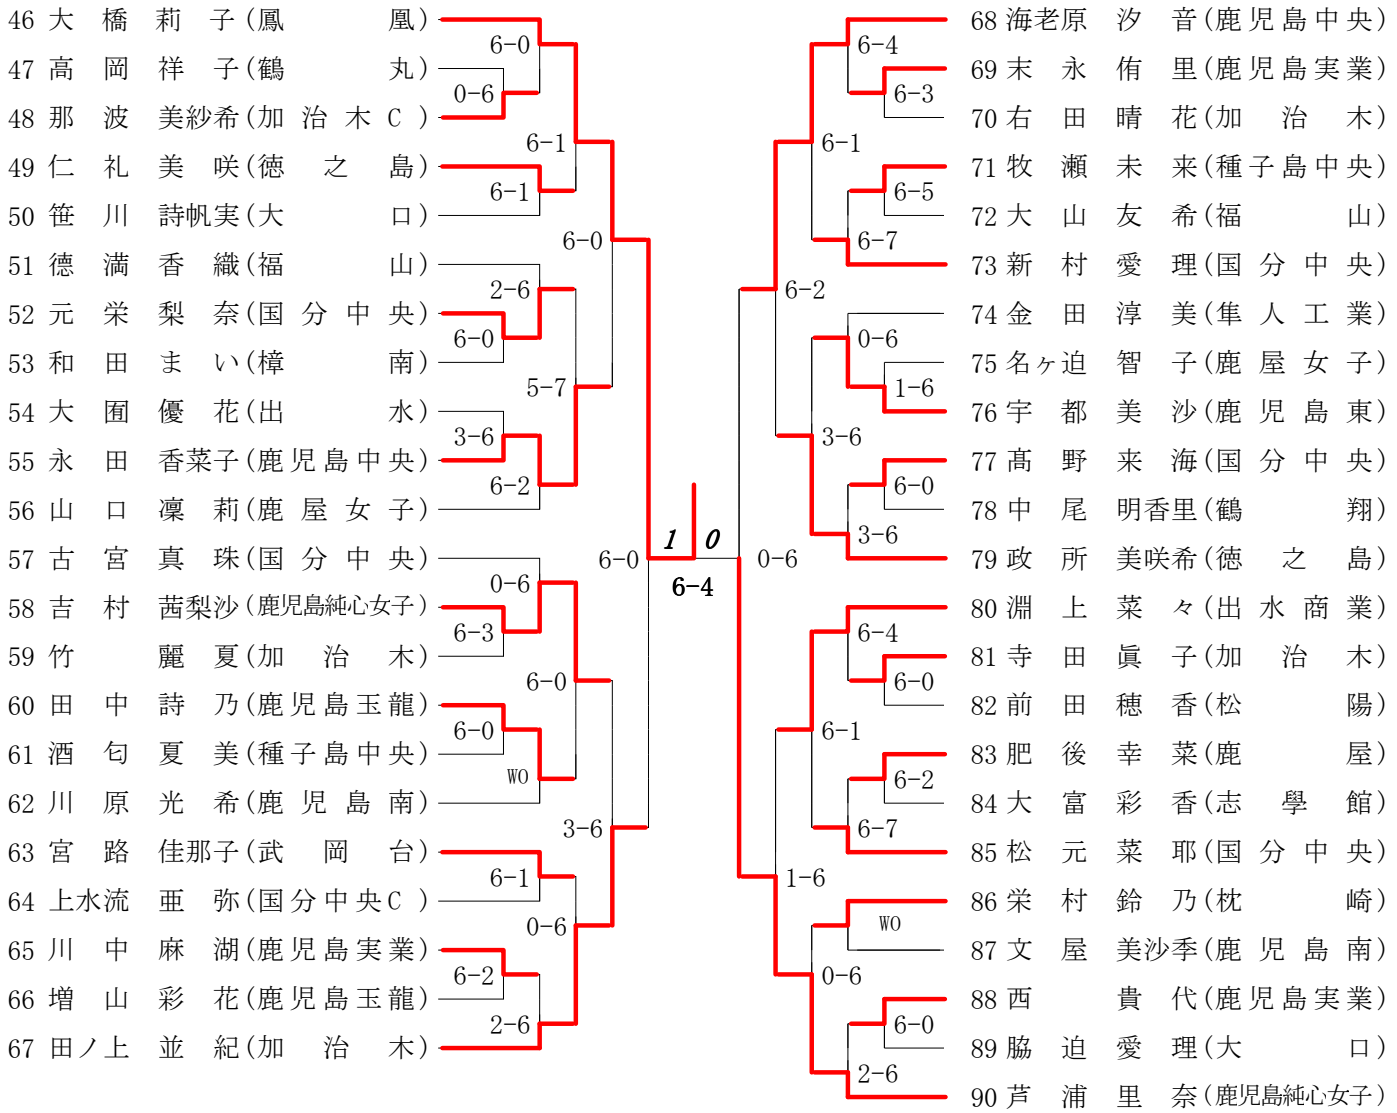 46 大橋 莉子(鳳凰)
6-0
47 高岡 祥子(鶴丸)
0-6
48 那波 美紗希(加治木C)
6-1
49 仁礼 美咲(徳之島)
6-1
50 笹川 詩帆実(大口)
6-0
51 德満 香織(福山)
2-6
52 元栄 梨奈(国分中央)
6-0
53 和田 まい(樟南)
5-7
54 大囿 優花(出水)
3-6
55 永田 香菜子(鹿児島中央)
6-2
56 山口 凜莉(鹿屋女子)
6-0
57 古宮 真珠(国分中央)
0-6
58 吉村 茜梨沙(鹿児島純心女子)
6-3
59 竹 麗夏(加治木)
6-0
60 田中 詩乃(鹿児島玉龍)
6-0
61 酒匂 夏美(種子島中央)
WO
62 川原 光希(鹿児島南)
3-6
63 宮路 佳那子(武岡台)
6-1
64 上水流 亜弥(国分中央C)
0-6
65 川中 麻湖(鹿児島実業)
6-2
66 増山 彩花(鹿児島玉龍)
2-6
67 田ノ上 並紀(加治木)
1 0
6-4
68 海老原 汐音(鹿児島中央)
6-4
69 末永 侑里(鹿児島実業)
6-3
70 右田 晴花(加治木)
6-1
71 牧瀬 未来(種子島中央)
6-5
72 大山 友希(福山)
6-7
73 新村 愛理(国分中央)
6-2
74 金田 淳美(隼人工業)
0-6
75 名ヶ迫 智子(鹿屋女子)
1-6
76 宇都 美沙(鹿児島東)
3-6
77 髙野 来海(国分中央)
6-0
78 中尾 明香里(鶴翔)
3-6
79 政所 美咲希(徳之島)
0-6
80 淵上 菜々(出水商業)
6-4
81 寺田 眞子(加治木)
6-0
82 前田 穂香(松陽)
6-1
83 肥後 幸菜(鹿屋)
6-2
84 大富 彩香(志學館)
6-7
85 松元 菜耶(国分中央)
1-6
86 栄村 鈴乃(枕崎)
WO
87 文屋 美沙季(鹿児島南)
0-6
88 西 貴代(鹿児島実業)
6-0
89 脇迫 愛理(大口)
2-6
90 芦浦 里奈(鹿児島純心女子)